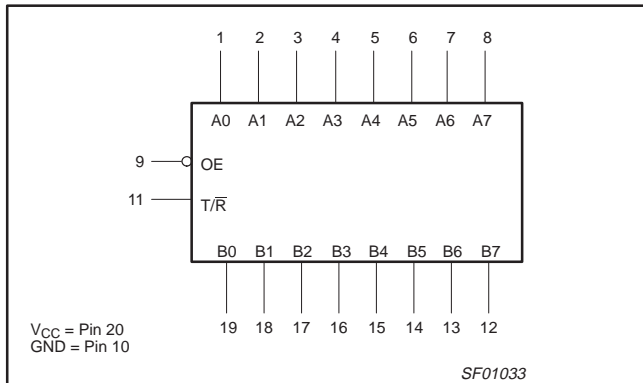 1 2 3 4 5 6 7 8
A0 A1 A2 A3 A4 A5 A6 A7
9 OE
11 T/R̅
B0 B1 B2 B3 B4 B5 B6 B7
19 18 17 16 15 14 13 12
VCC = Pin 20
GND = Pin 10
SF01033